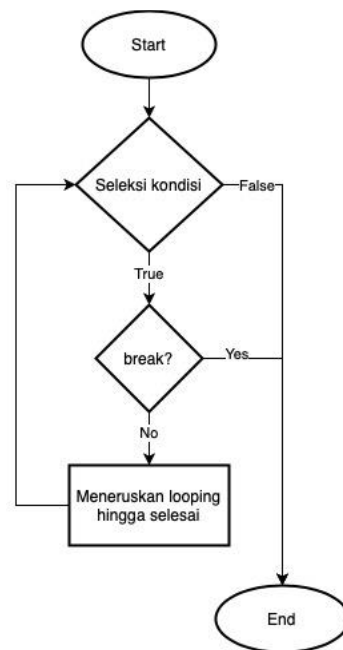 Start
Seleksi kondisi
False
True
break?
Yes
No
Meneruskan looping
hingga selesai
End